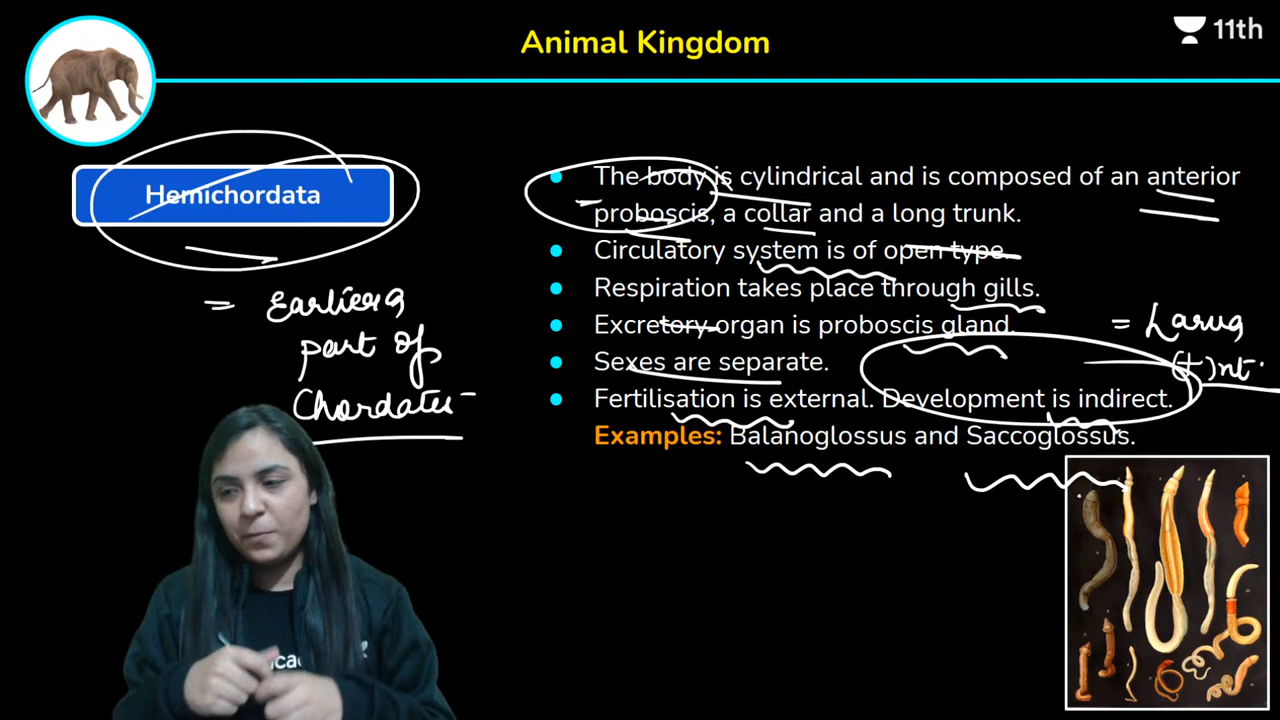 Animal Kingdom
11th
Hemichordata
= Earlier a
part of
Chordates
The body is cylindrical and is composed of an anterior
proboscis, a collar and a long trunk.
Circulatory system is of open type.
Respiration takes place through gills.
Excretory organ is proboscis gland.
= Larva
(+)nt
Sexes are separate.
Fertilisation is external. Development is indirect.
Examples: Balanoglossus and Saccoglossus.